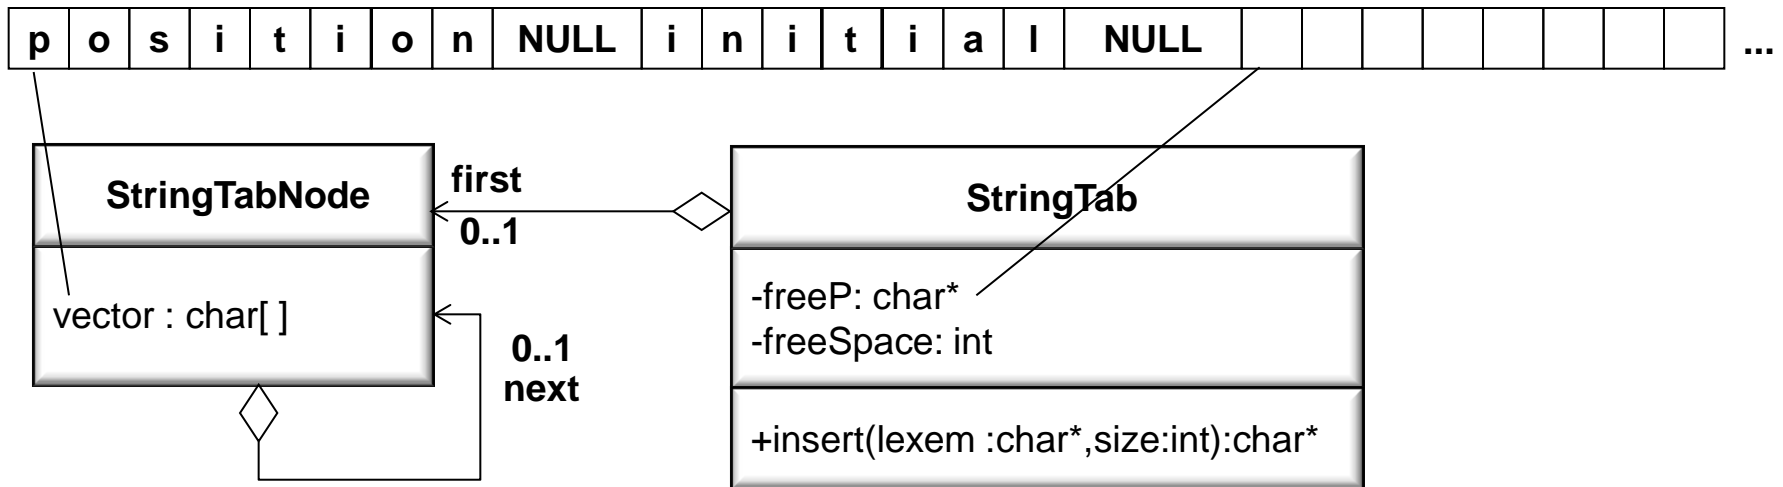 p o s i t i o n NULL i n i t i a l NULL ...
StringTabNode
vector : char[ ]
first
0..1
0..1
next
StringTab
-freeP: char*
-freeSpace: int
+insert(lexem :char*,size:int):char*